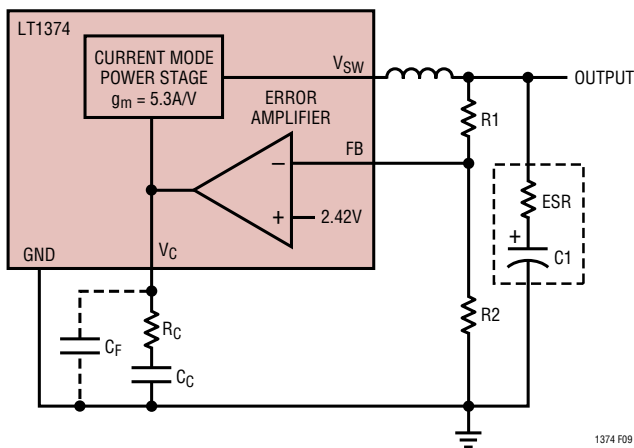 LT1374
CURRENT MODE
POWER STAGE
gm = 5.3A/V
VSW
OUTPUT
ERROR
AMPLIFIER
R1
FB
–
+
2.42V
ESR
+
C1
GND
VC
R2
RC
CF
CC
1374 F09